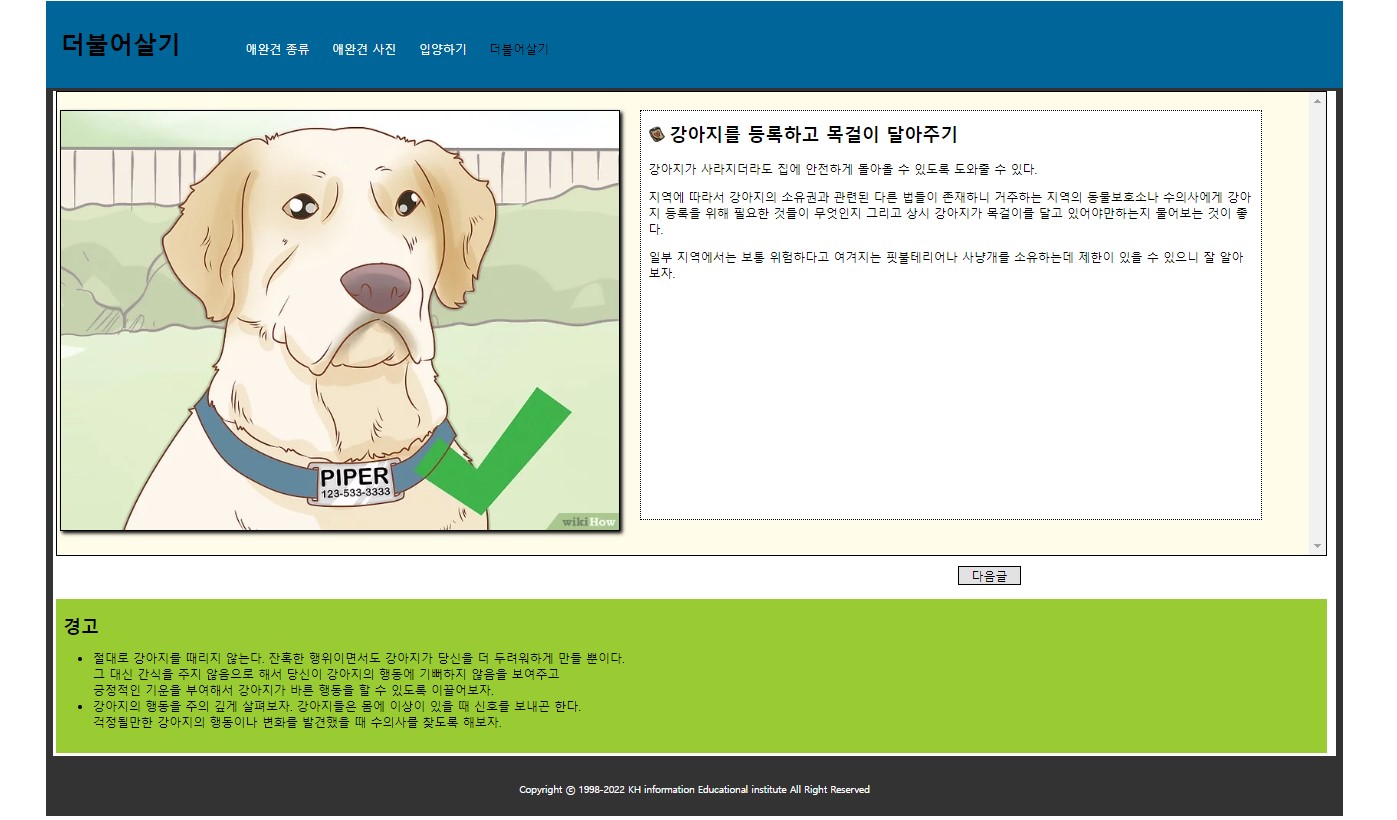 더불어살기
애완견 종류 애완견 사진 입양하기 더불어살기
강아지를 등록하고 목걸이 달아주기
강아지가 사라지더라도 집에 안전하게 돌아올 수 있도록 도와줄 수 있다.
지역에 따라서 강아지의 소유권과 관련된 다른 법들이 존재하니 거주하는 지역의 동물보호소나 수의사에게 강아
지 등록을 위해 필요한 것들이 무엇인지 그리고 상시 강아지가 목걸이를 달고 있어야만하는지 물어보는 것이 좋
다.
일부 지역에서는 보통 위험하다고 여겨지는 핏불테리어나 사냥개를 소유하는데 제한이 있을 수 있으니 잘 알아
보자.
PIPER
123-533-3333
wikiHow
다음글
경고
절대로 강아지를 때리지 않는다. 잔혹한 행위이면서도 강아지가 당신을 더 두려워하게 만들 뿐이다.
그 대신 간식을 주지 않음으로 해서 당신이 강아지의 행동에 기뻐하지 않음을 보여주고
긍정적인 기운을 부여해서 강아지가 바른 행동을 할 수 있도록 이끌어보자.
강아지의 행동을 주의 깊게 살펴보자. 강아지들은 몸에 이상이 있을 때 신호를 보내곤 한다.
걱정될만한 강아지의 행동이나 변화를 발견했을 때 수의사를 찾도록 해보자.
Copyright ⓒ 1998-2022 KH information Educational institute All Right Reserved